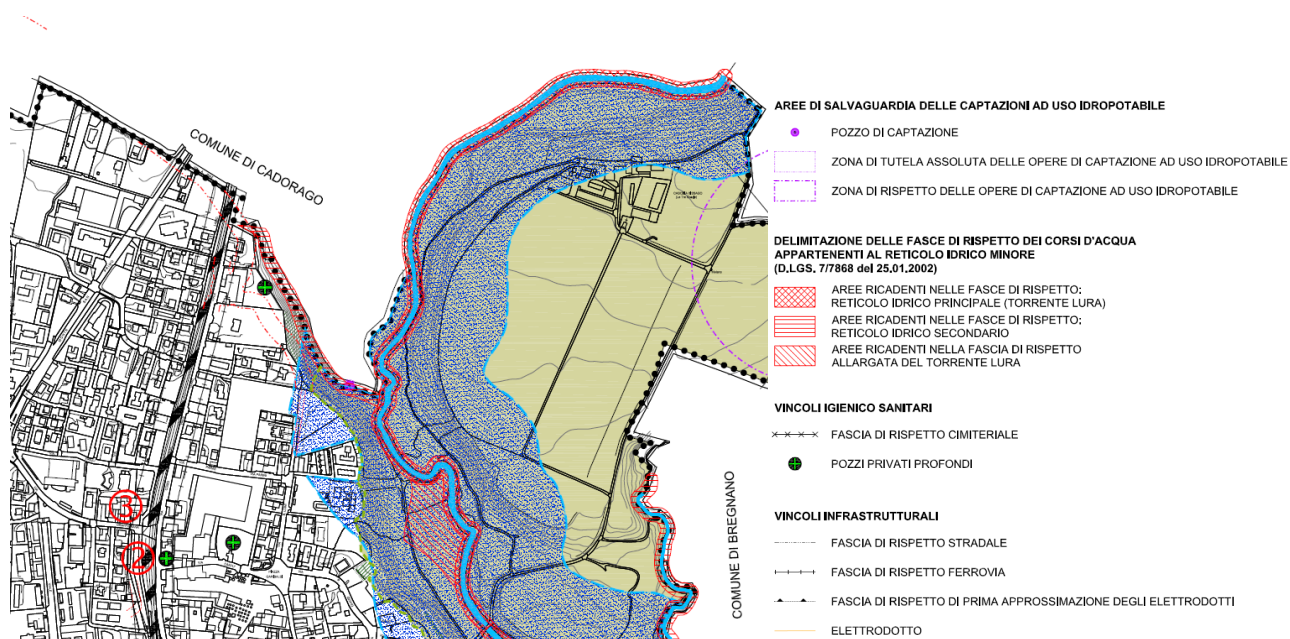 COMUNE DI CADORAGO
③
②
COMUNE DI BREGNANO
AREE DI SALVAGUARDIA DELLE CAPTAZIONI AD USO IDROPOTABILE
POZZO DI CAPTAZIONE
ZONA DI TUTELA ASSOLUTA DELLE OPERE DI CAPTAZIONE AD USO IDROPOTABILE
ZONA DI RISPETTO DELLE OPERE DI CAPTAZIONE AD USO IDROPOTABILE
DELIMITAZIONE DELLE FASCE DI RISPETTO DEI CORSI D'ACQUA
APPARTENENTI AL RETICOLO IDRICO MINORE
(D.LGS. 7/7868 del 25.01.2002)
AREE RICADENTI NELLE FASCE DI RISPETTO:
RETICOLO IDRICO PRINCIPALE (TORRENTE LURA)
AREE RICADENTI NELLE FASCE DI RISPETTO:
RETICOLO IDRICO SECONDARIO
AREE RICADENTI NELLA FASCIA DI RISPETTO
ALLARGATA DEL TORRENTE LURA
VINCOLI IGIENICO SANITARI
FASCIA DI RISPETTO CIMITERIALE
POZZI PRIVATI PROFONDI
VINCOLI INFRASTRUTTURALI
FASCIA DI RISPETTO STRADALE
FASCIA DI RISPETTO FERROVIA
FASCIA DI RISPETTO DI PRIMA APPROSSIMAZIONE DEGLI ELETTRODOTTI
ELETTRODOTTO